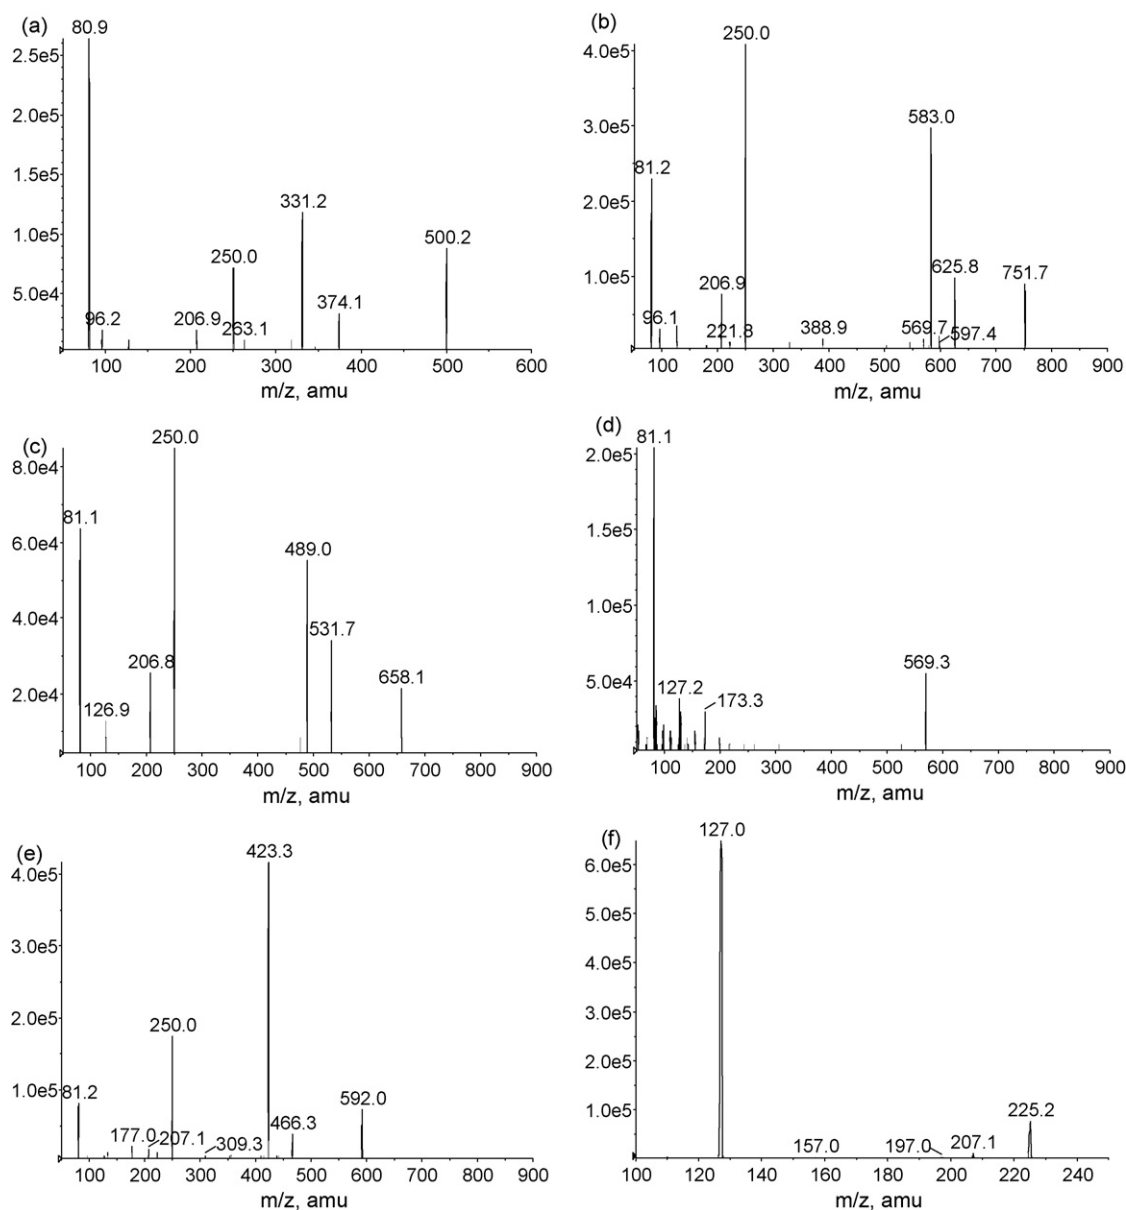 (a)
80.9
2.5e5
2.0e5
1.5e5
1.0e5
5.0e4
96.2
206.9
250.0
263.1
331.2
374.1
500.2
100 200 300 400 500 600
m/z, amu
(b)
250.0
4.0e5
3.0e5
2.0e5
1.0e5
81.2
96.1
206.9
221.8
388.9
583.0
569.7
597.4
625.8
751.7
100 200 300 400 500 600 700 800 900
m/z, amu
(c)
250.0
8.0e4
6.0e4
4.0e4
2.0e4
81.1
126.9
206.8
489.0
531.7
658.1
100 200 300 400 500 600 700 800 900
m/z, amu
(d)
81.1
2.0e5
1.5e5
1.0e5
5.0e4
127.2
173.3
569.3
100 200 300 400 500 600 700 800 900
m/z, amu
(e)
423.3
4.0e5
3.0e5
2.0e5
1.0e5
81.2
177.0
207.1
250.0
309.3
466.3
592.0
100 200 300 400 500 600 700 800 900
m/z, amu
(f)
127.0
6.0e5
5.0e5
4.0e5
3.0e5
2.0e5
1.0e5
157.0
197.0
207.1
225.2
100 120 140 160 180 200 220 240
m/z, amu